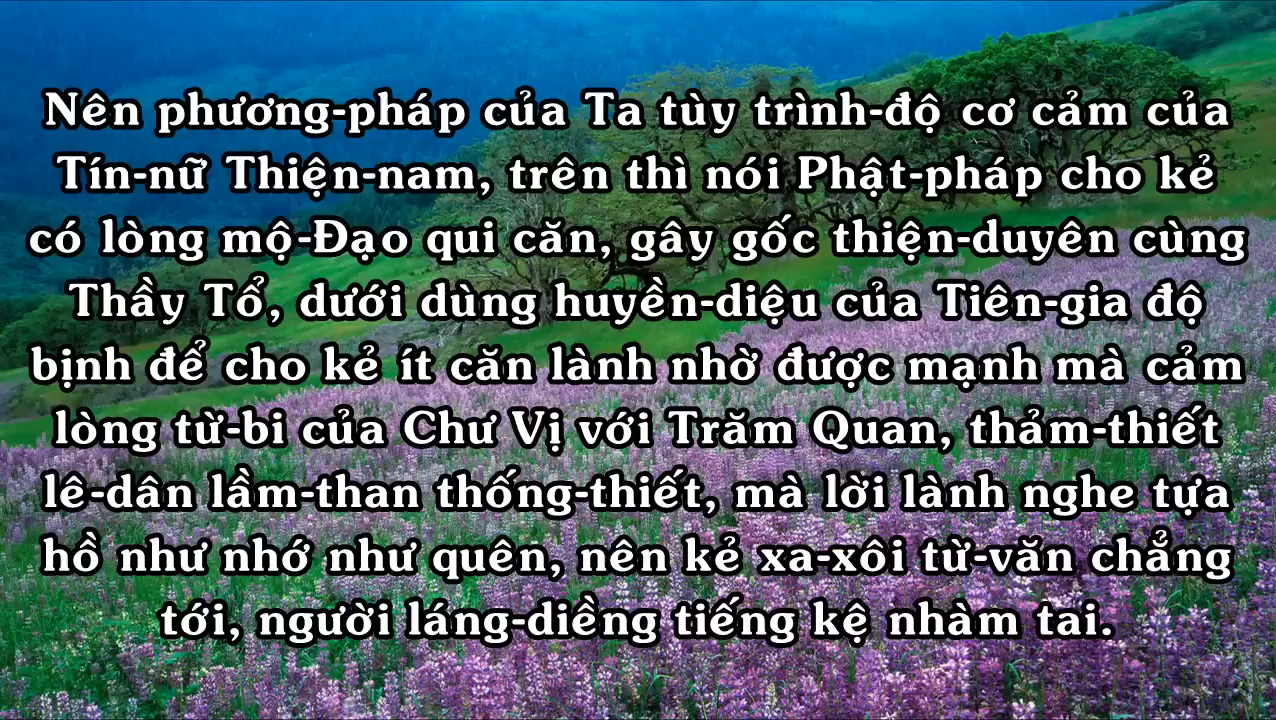 Nên phương-pháp của Ta tùy trình-độ cơ cảm của
Tín-nữ Thiện-nam, trên thì nói Phật-pháp cho kẻ
có lòng mộ-Đạo qui căn, gây gốc thiện-duyên cùng
Thầy Tổ, dưới dùng huyền-diệu của Tiên-gia độ
bịnh để cho kẻ ít căn lành nhờ được mạnh mà cảm
lòng từ-bi của Chư Vị với Trăm Quan, thảm-thiết
lê-dân lầm-than thống-thiết, mà lời lành nghe tựa
hồ như nhớ như quên, nên kẻ xa-xôi từ-văn chẳng
tới, người láng-diềng tiếng kệ nhàm tai.